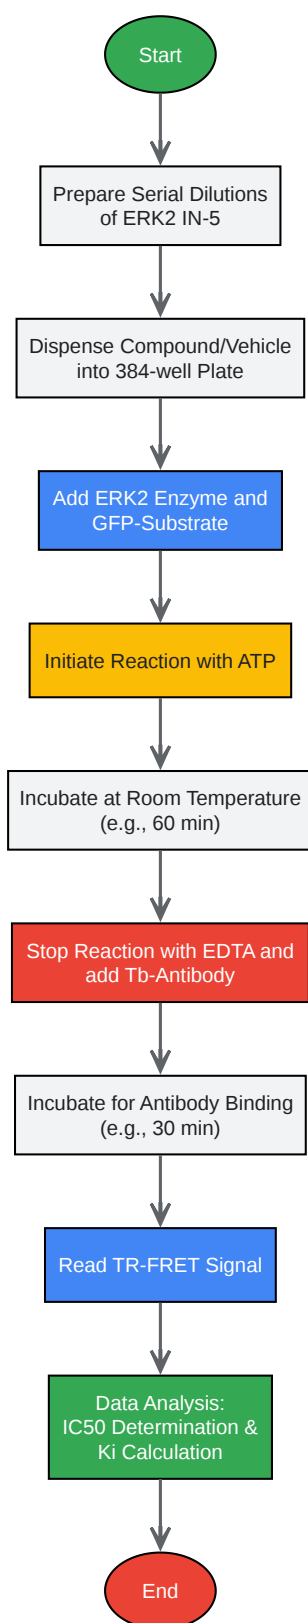 Start
Prepare Serial Dilutions
of ERK2 IN-5
Dispense Compound/Vehicle
into 384-well Plate
Add ERK2 Enzyme and
GFP-Substrate
Initiate Reaction with ATP
Incubate at Room Temperature
(e.g., 60 min)
Stop Reaction with EDTA and
add Tb-Antibody
Incubate for Antibody Binding
(e.g., 30 min)
Read TR-FRET Signal
Data Analysis:
IC50 Determination &
Ki Calculation
End